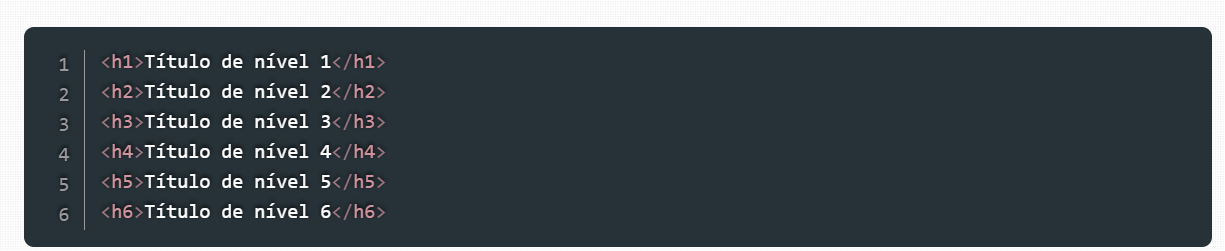 1 <h1>Título de nível 1</h1>
2 <h2>Título de nível 2</h2>
3 <h3>Título de nível 3</h3>
4 <h4>Título de nível 4</h4>
5 <h5>Título de nível 5</h5>
6 <h6>Título de nível 6</h6>